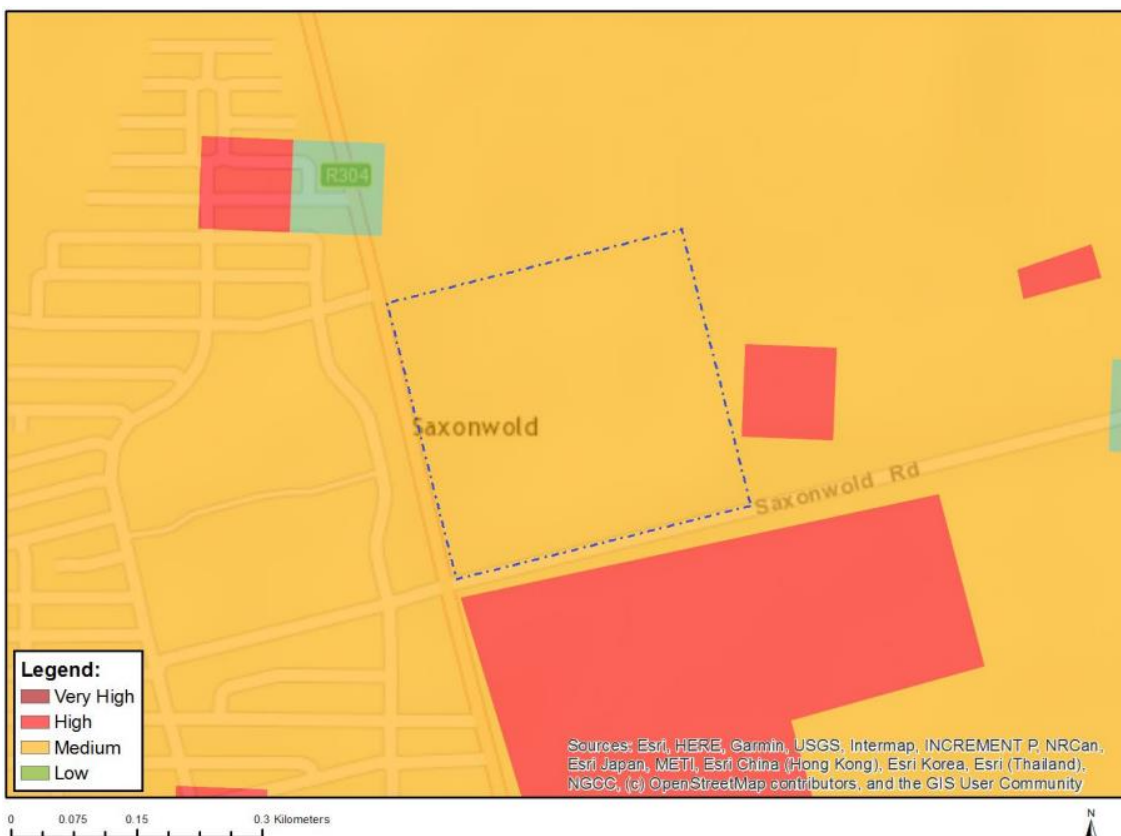 R304
Saxonwold
Saxonwold Rd
Legend:
Very High
High
Medium
Low
Sources: Esri, HERE, Garmin, USGS, Intermap, INCREMENT P, NRCan,
Esri Japan, METI, Esri China (Hong Kong), Esri Korea, Esri (Thailand),
NGCC, (c) OpenStreetMap contributors, and the GIS User Community
0 0.075 0.15 0.3 Kilometers
N